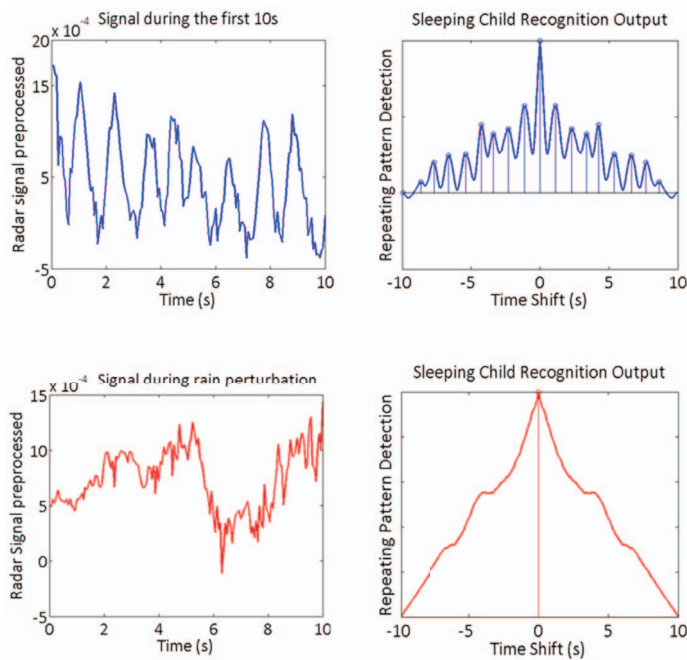 Signal during the first 10s
20 x 10⁻⁴
15
5
-5
0 2 4 6 8 10
Time (s)
Radar signal preprocessed
Sleeping Child Recognition Output
Repeating Pattern Detection
-10 -5 0 5 10
Time Shift (s)
Signal during rain perturbation
15 x 10⁻⁴
10
5
0
-5
0 2 4 6 8 10
Time (s)
Radar Signal preprocessed
Sleeping Child Recognition Output
Repeating Pattern Detection
-10 -5 0 5 10
Time Shift (s)